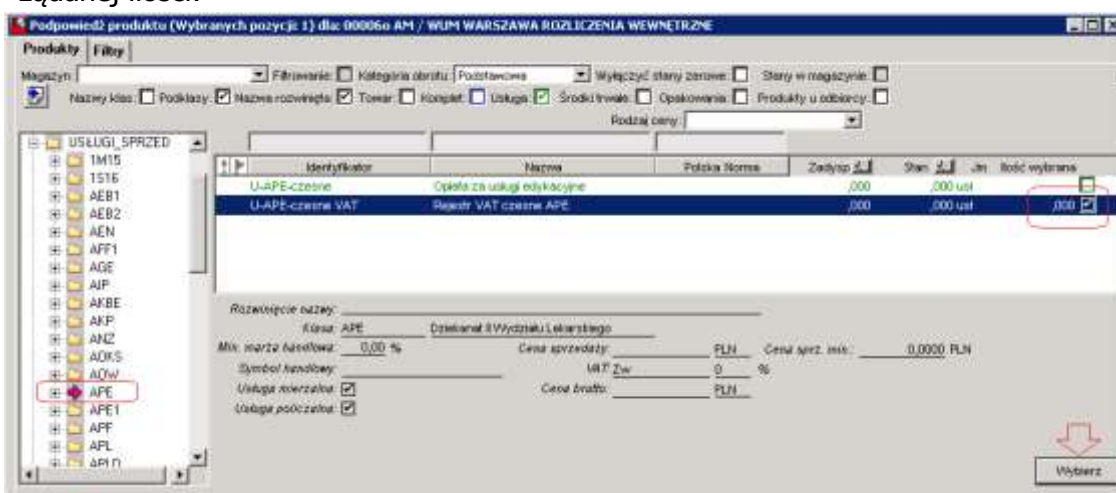 żądanej ilości.
Podpowiedź produktu (Wybranych pozycji: 1) dla: 00006o AM / WUM WARSZAWA ROZLICZENIA WEWNĘTRZNE
Produkty Filtry
Magazyn Filtrowanie: Kategoria obrotu: Podstawowa Wyłączyć stany zerowe: Stany w magazynie:
Nazwy klas: Podklasy: Nazwa rozwinięta: Towar: Komplet: Usługa: Środki trwałe: Opakowania: Produkty u odbiorcy:
Rodzaj ceny:
USŁUGI_SPRZED
Identyfikator Nazwa Polska Norma Zadysp Stan Jm Ilość wybrana
1M15
U-APE-czesne Opłata za usługi edykacyjne ,000 ,000 usł
1S16
U-APE-czesne VAT Rejestr VAT czesne APE ,000 ,000 usł ,000
AEB1
AEB2
AEN
AFF1
AGE
AIP
AKBE
Rozwinięcie nazwy:
AKP
Klasa: APE Dziekanat II Wydziału Lekarskiego
ANZ
Min. marża handlowa: 0,00 % Cena sprzedaży: PLN Cena sprz. min.: 0,0000 PLN
AOKS
Symbol handlowy: VAT: Zw 0 %
AOW
Usługa mierzalna: Cena brutto: PLN
APE
Usługa policzalna:
APE1
APF
APL
APLD
Wybierz